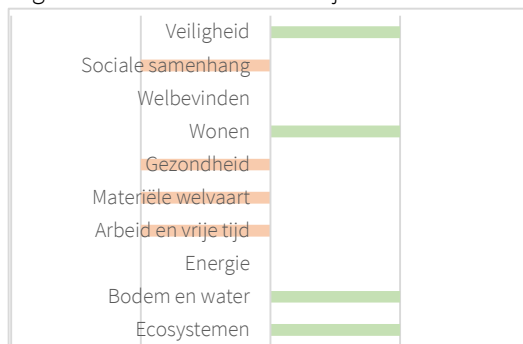 Veiligheid
Sociale samenhang
Welbevinden
Wonen
Gezondheid
Materiële welvaart
Arbeid en vrije tijd
Energie
Bodem en water
Ecosystemen